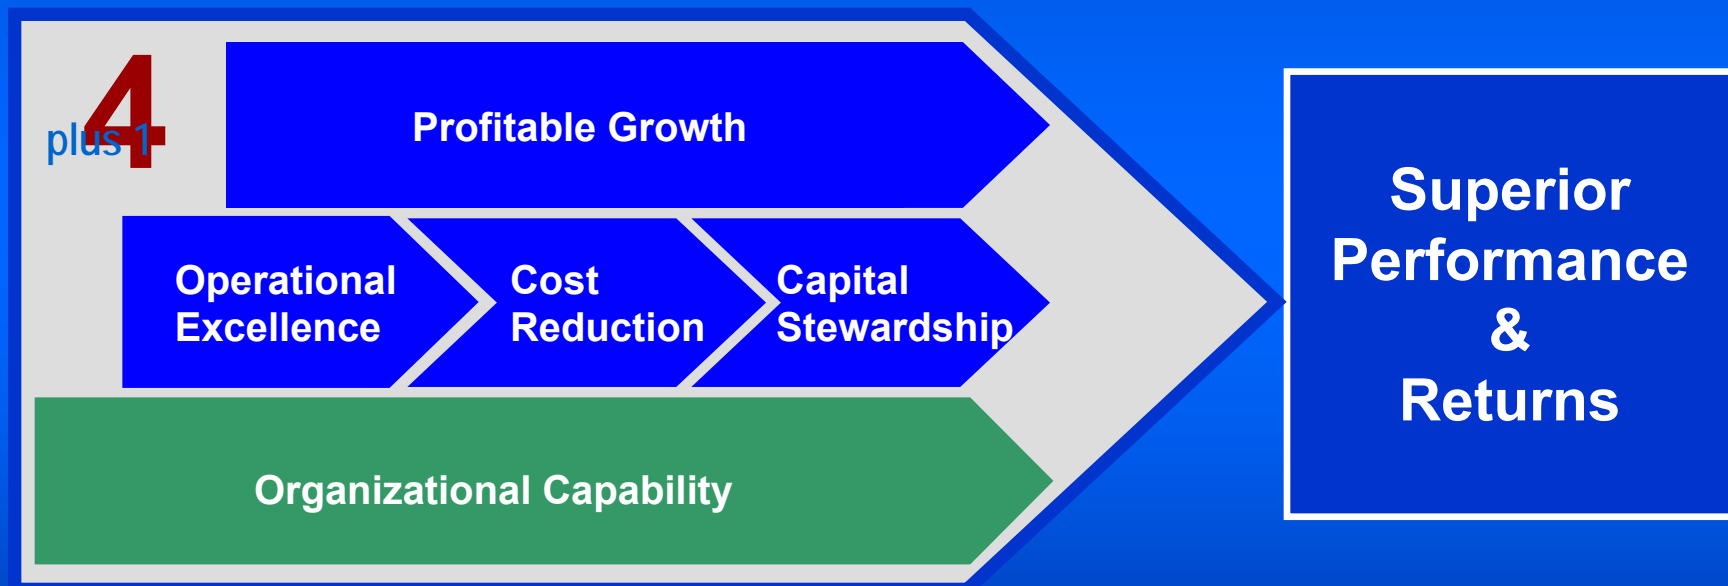 4
plus 1
Profitable Growth
Operational
Excellence
Cost
Reduction
Capital
Stewardship
Organizational Capability
Superior
Performance
&
Returns